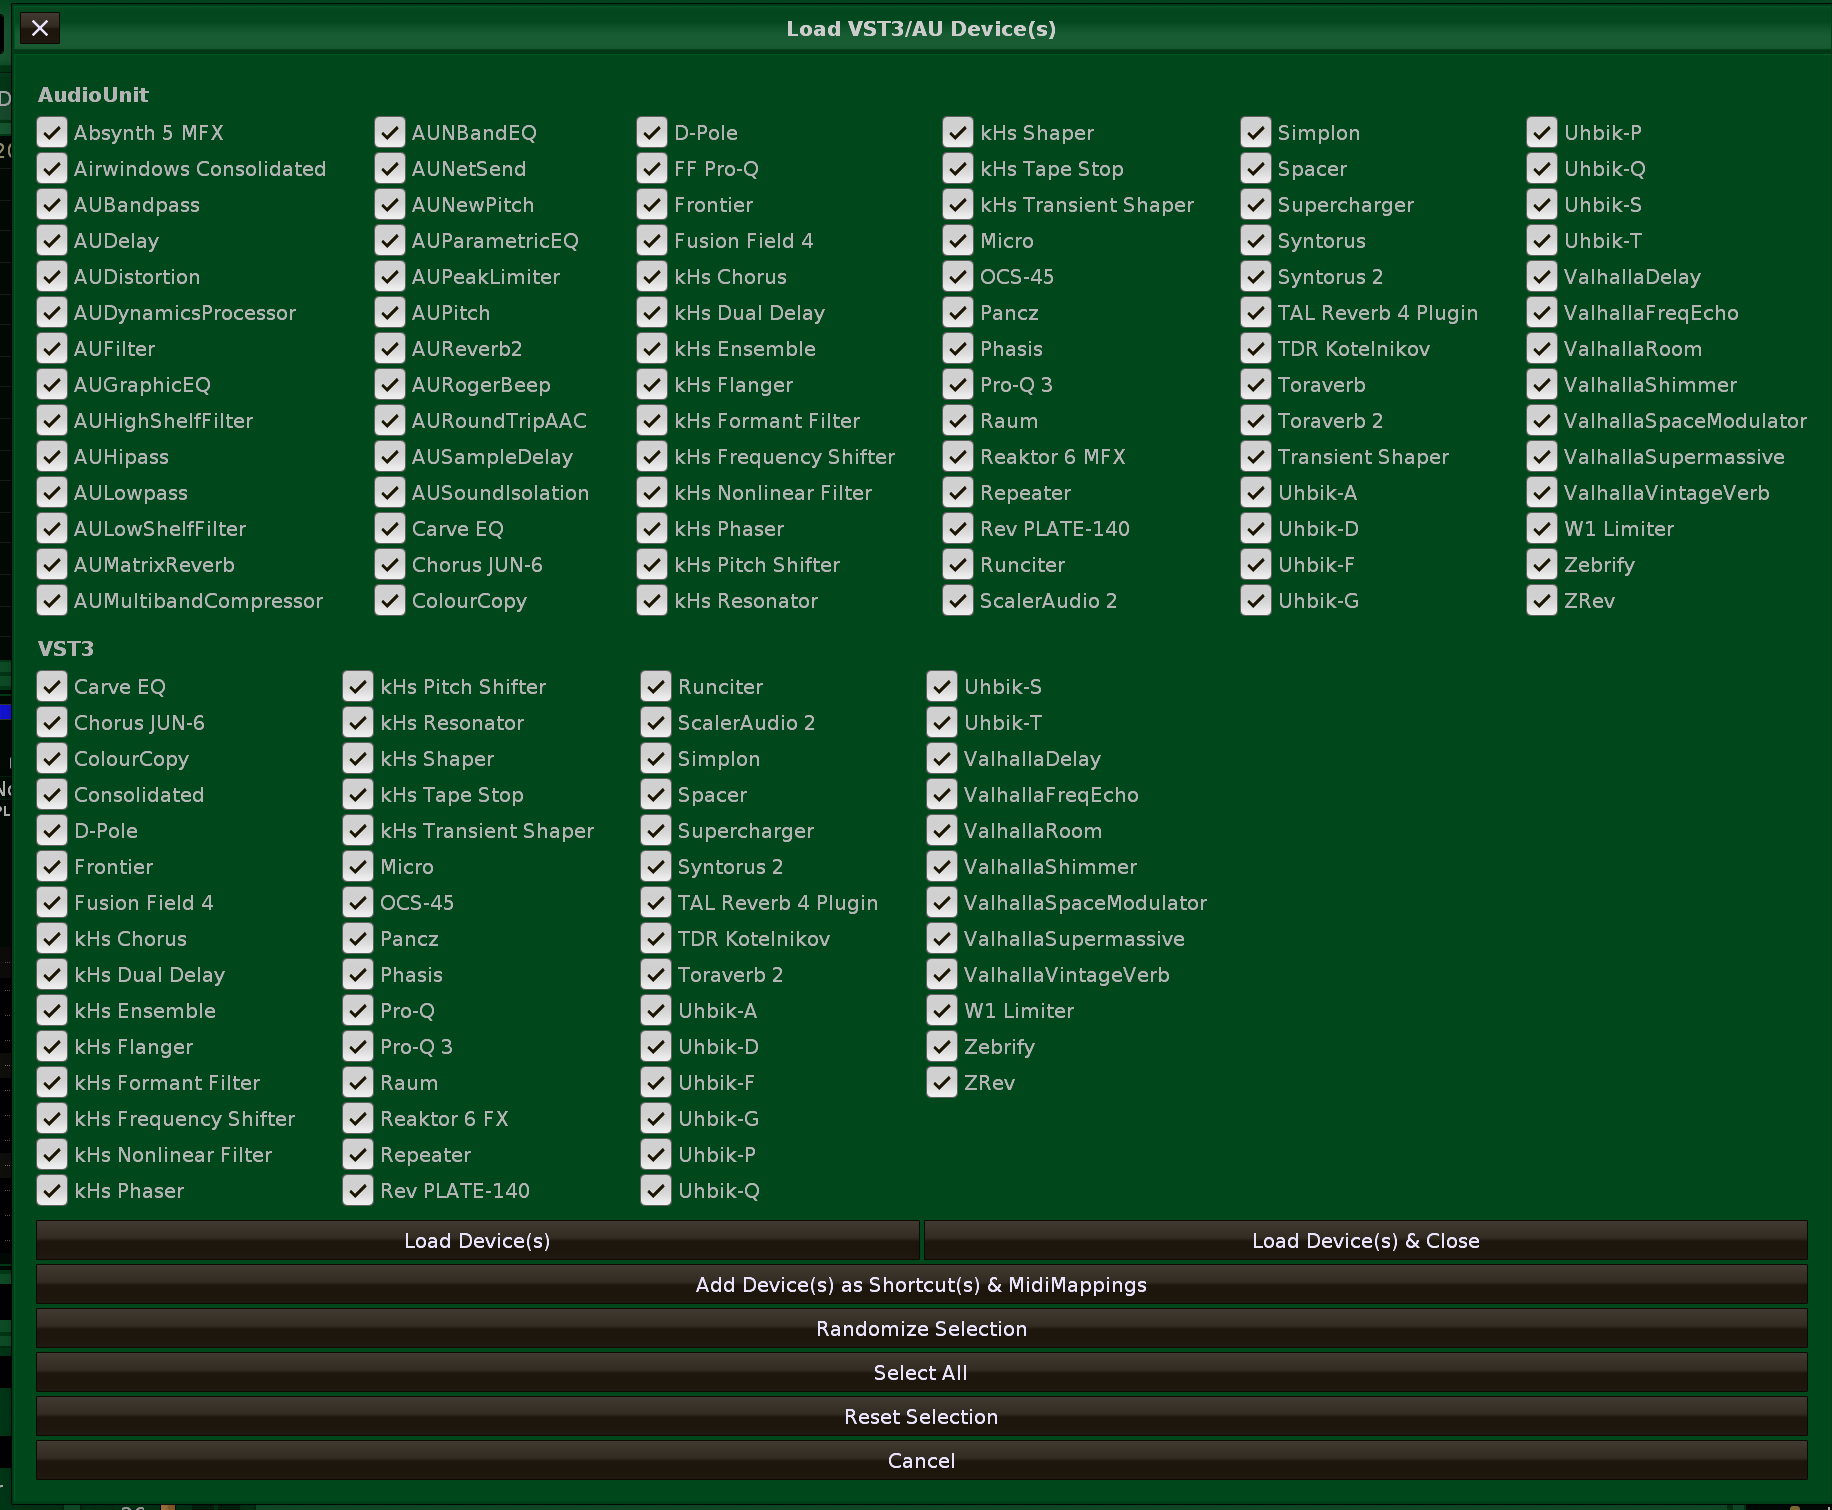 Load VST3/AU Device(s)
AudioUnit
Absynth 5 MFX
Airwindows Consolidated
AUBandpass
AUDelay
AUDistortion
AUDynamicsProcessor
AUFilter
AUGraphicEQ
AUHighShelfFilter
AUHipass
AULowpass
AULowShelfFilter
AUMatrixReverb
AUMultibandCompressor
AUNBandEQ
AUNetSend
AUNewPitch
AUParametricEQ
AUPeakLimiter
AUPitch
AUReverb2
AURogerBeep
AURoundTripAAC
AUSampleDelay
AUSoundIsolation
Carve EQ
Chorus JUN-6
ColourCopy
D-Pole
FF Pro-Q
Frontier
Fusion Field 4
kHs Chorus
kHs Dual Delay
kHs Ensemble
kHs Flanger
kHs Formant Filter
kHs Frequency Shifter
kHs Nonlinear Filter
kHs Phaser
kHs Pitch Shifter
kHs Resonator
kHs Shaper
kHs Tape Stop
kHs Transient Shaper
Micro
OCS-45
Pancz
Phasis
Pro-Q 3
Raum
Reaktor 6 MFX
Repeater
Rev PLATE-140
Runciter
ScalerAudio 2
Simplon
Spacer
Supercharger
Syntorus
Syntorus 2
TAL Reverb 4 Plugin
TDR Kotelnikov
Toraverb
Toraverb 2
Transient Shaper
Uhbik-A
Uhbik-D
Uhbik-F
Uhbik-G
Uhbik-P
Uhbik-Q
Uhbik-S
Uhbik-T
ValhallaDelay
ValhallaFreqEcho
ValhallaRoom
ValhallaShimmer
ValhallaSpaceModulator
ValhallaSupermassive
ValhallaVintageVerb
W1 Limiter
Zebrify
ZRev
VST3
Carve EQ
Chorus JUN-6
ColourCopy
Consolidated
D-Pole
Frontier
Fusion Field 4
kHs Chorus
kHs Dual Delay
kHs Ensemble
kHs Flanger
kHs Formant Filter
kHs Frequency Shifter
kHs Nonlinear Filter
kHs Phaser
kHs Pitch Shifter
kHs Resonator
kHs Shaper
kHs Tape Stop
kHs Transient Shaper
Micro
OCS-45
Pancz
Phasis
Pro-Q
Pro-Q 3
Raum
Reaktor 6 FX
Repeater
Rev PLATE-140
Runciter
ScalerAudio 2
Simplon
Spacer
Supercharger
Syntorus 2
TAL Reverb 4 Plugin
TDR Kotelnikov
Toraverb 2
Uhbik-A
Uhbik-D
Uhbik-F
Uhbik-G
Uhbik-P
Uhbik-Q
Uhbik-S
Uhbik-T
ValhallaDelay
ValhallaFreqEcho
ValhallaRoom
ValhallaShimmer
ValhallaSpaceModulator
ValhallaSupermassive
ValhallaVintageVerb
W1 Limiter
Zebrify
ZRev
Load Device(s)
Load Device(s) & Close
Add Device(s) as Shortcut(s) & MidiMappings
Randomize Selection
Select All
Reset Selection
Cancel